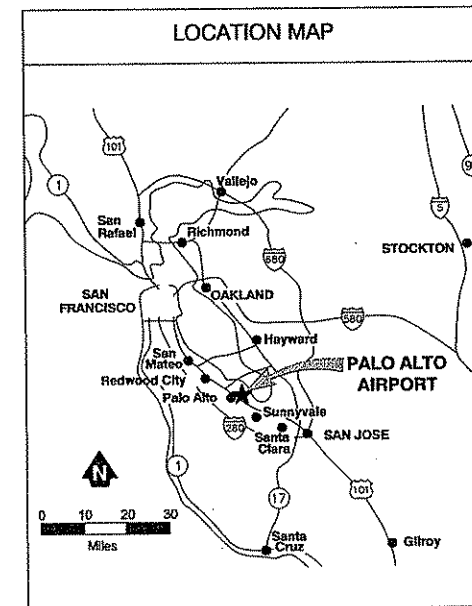 LOCATION MAP
101
1
Vallejo
5
San
Rafael
Richmond
680
STOCKTON
OAKLAND
SAN
FRANCISCO
580
Hayward
San
Mateo
PALO ALTO
AIRPORT
Redwood City
Palo Alto
Sunnyvale
280
Santa
Clara
SAN JOSE
N
1
17
101
0 10 20 30
Miles
Santa
Cruz
Gilroy